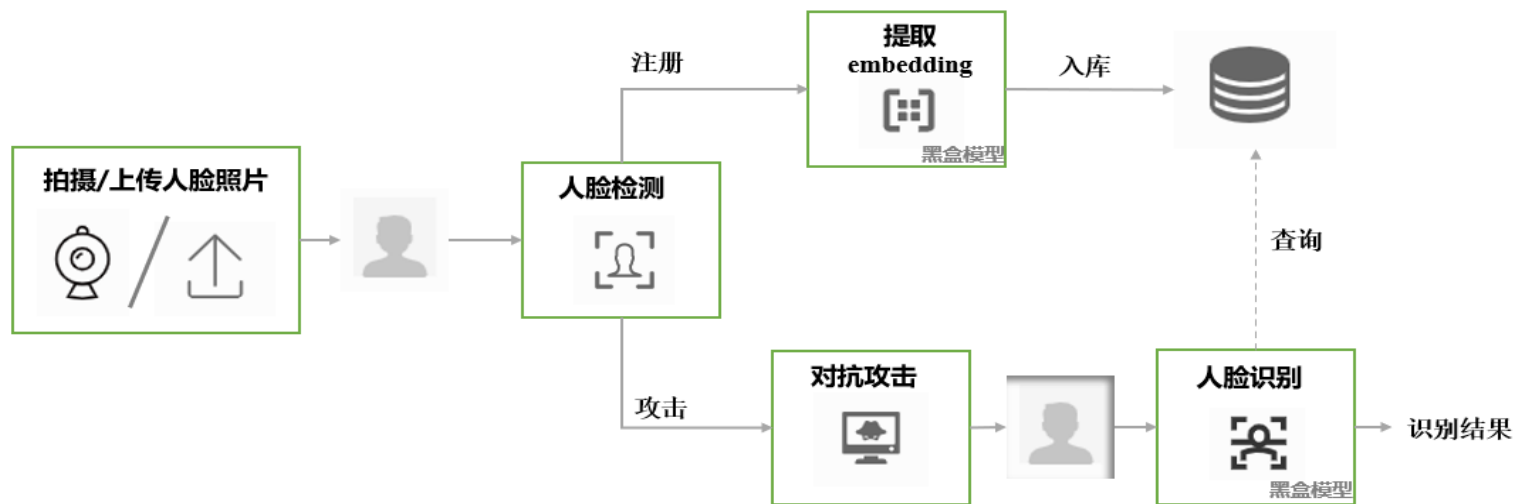 拍摄/上传人脸照片
人脸检测
注册
提取
embedding
黑盒模型
入库
查询
攻击
对抗攻击
人脸识别
黑盒模型
识别结果